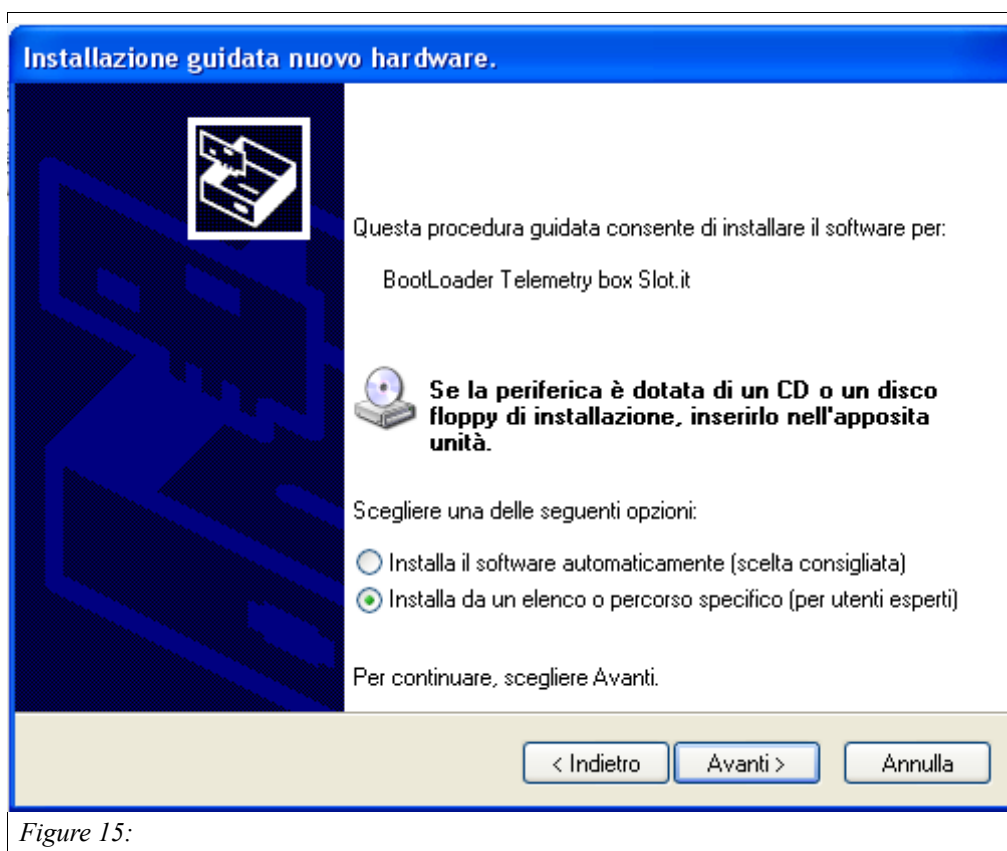 Installazione guidata nuovo hardware.
Questa procedura guidata consente di installare il software per:
BootLoader Telemetry box Slot.it
Se la periferica è dotata di un CD o un disco
floppy di installazione, inserirlo nell'apposita
unità.
Scegliere una delle seguenti opzioni:
Installa il software automaticamente (scelta consigliata)
Installa da un elenco o percorso specifico (per utenti esperti)
Per continuare, scegliere Avanti.
< Indietro
Avanti >
Annulla
Figure 15: